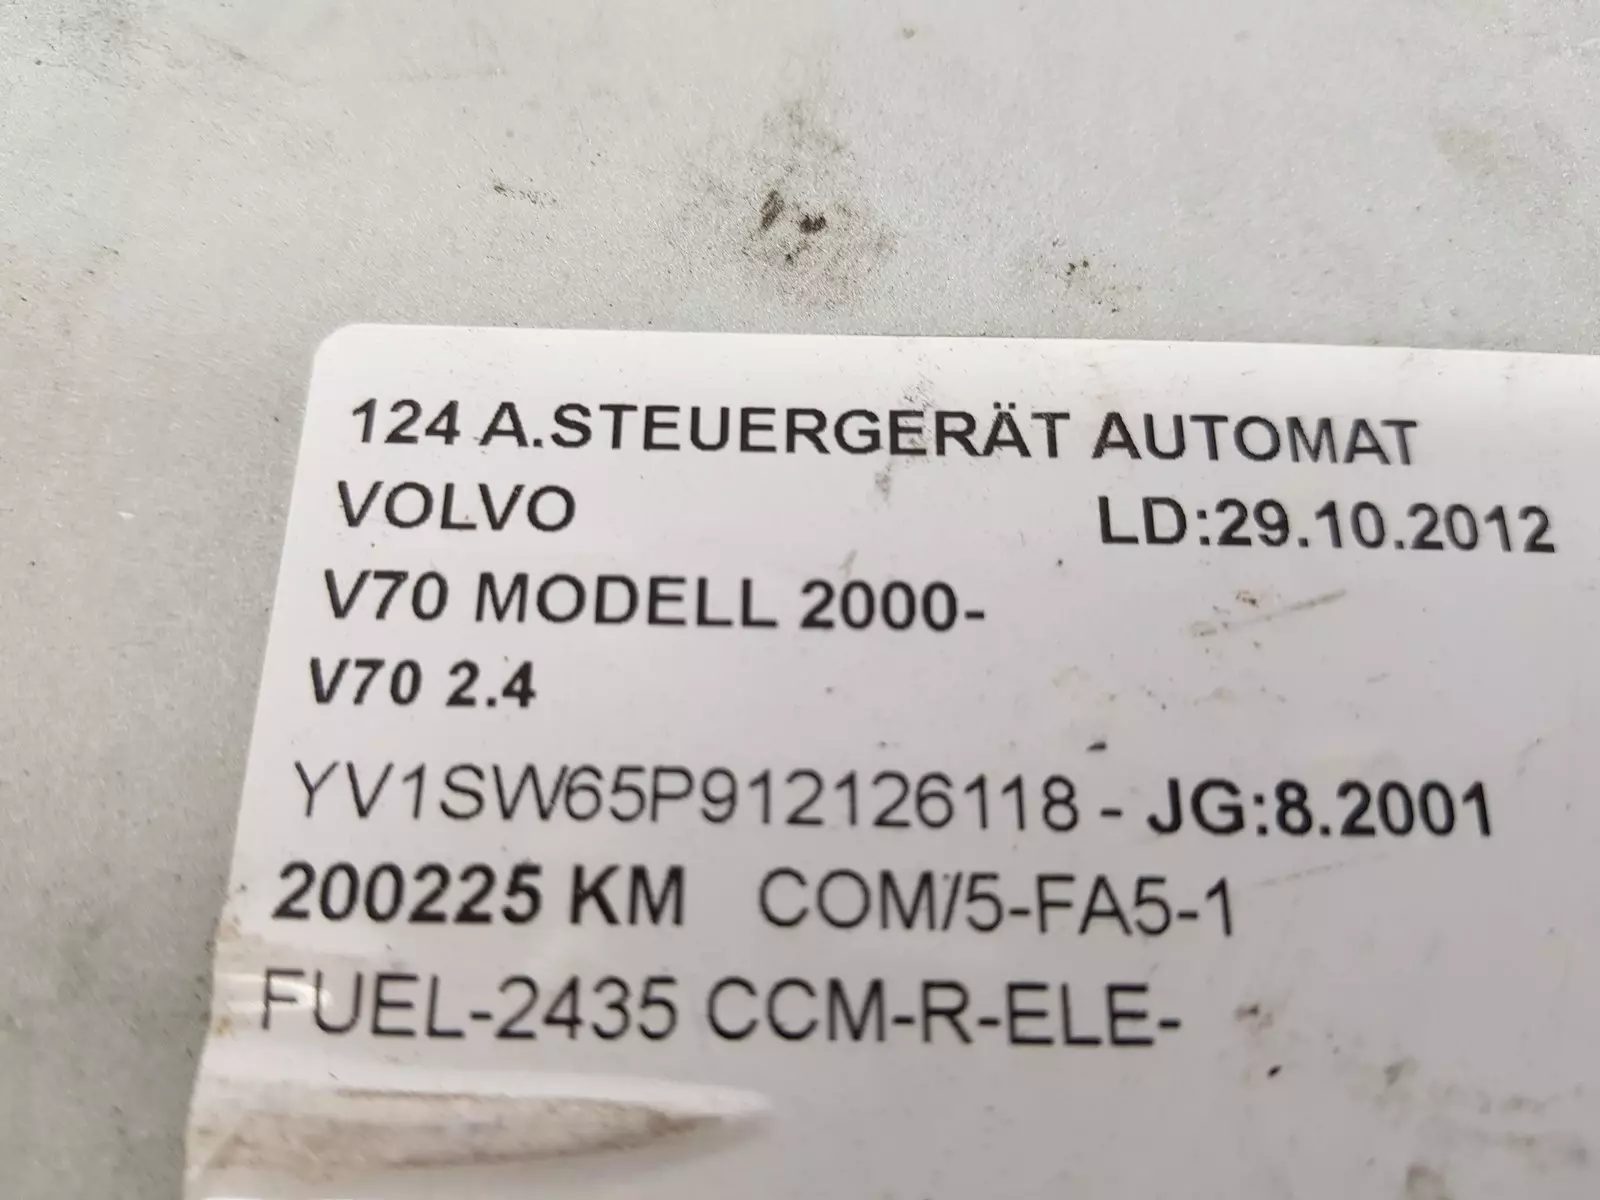 124 A.STEUERGERÄT AUTOMAT
VOLVO LD:29.10.2012
V70 MODELL 2000-
V70 2.4
YV1SW65P912126118 - JG:8.2001
200225 KM COM/5-FA5-1
FUEL-2435 CCM-R-ELE-